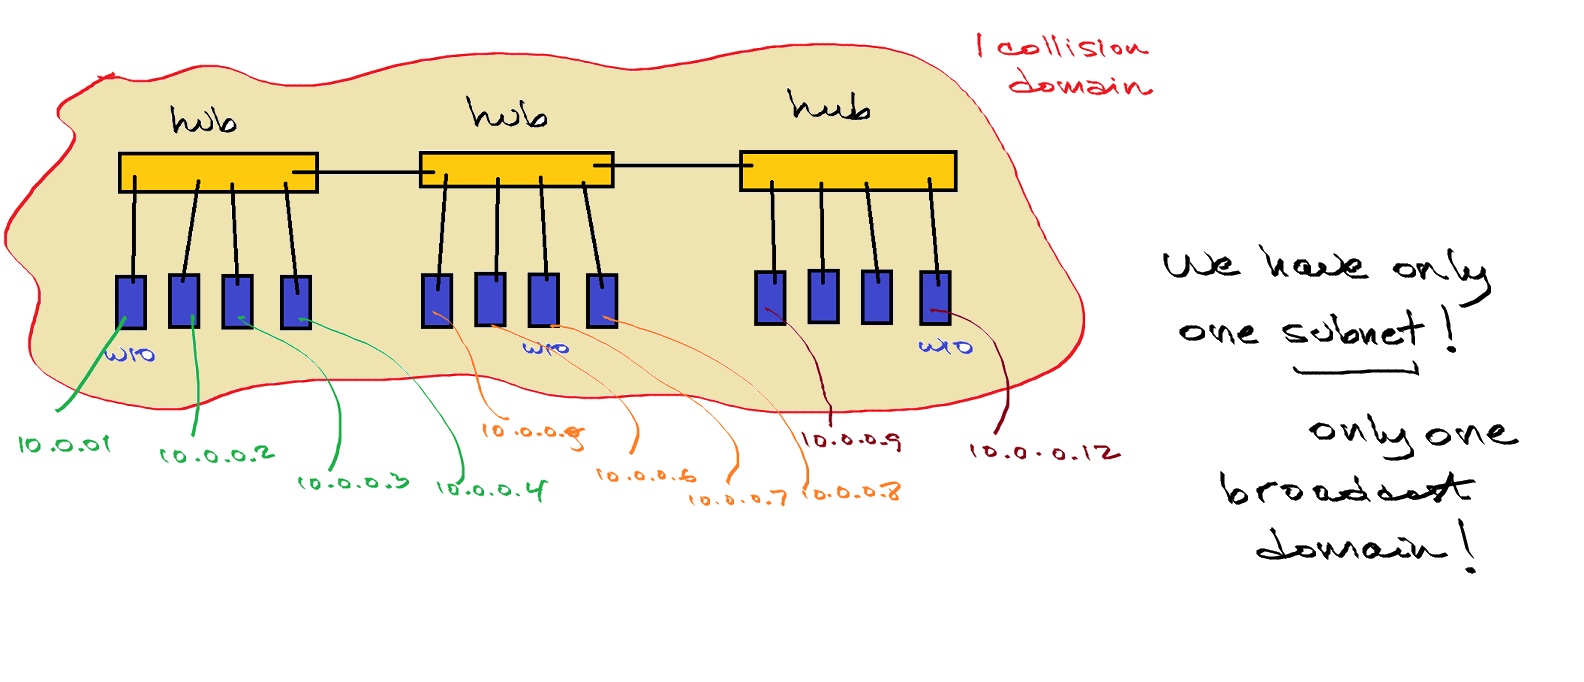 1 collision
domain
hub
hub
hub
W10
W10
W10
10.0.01
10.0.0.2
10.0.0.3
10.0.0.4
10.0.0.5
10.0.0.6
10.0.0.7
10.0.0.8
10.0.0.9
10.0.0.12
We have only
one subnet!
only one
broadcast
domain!